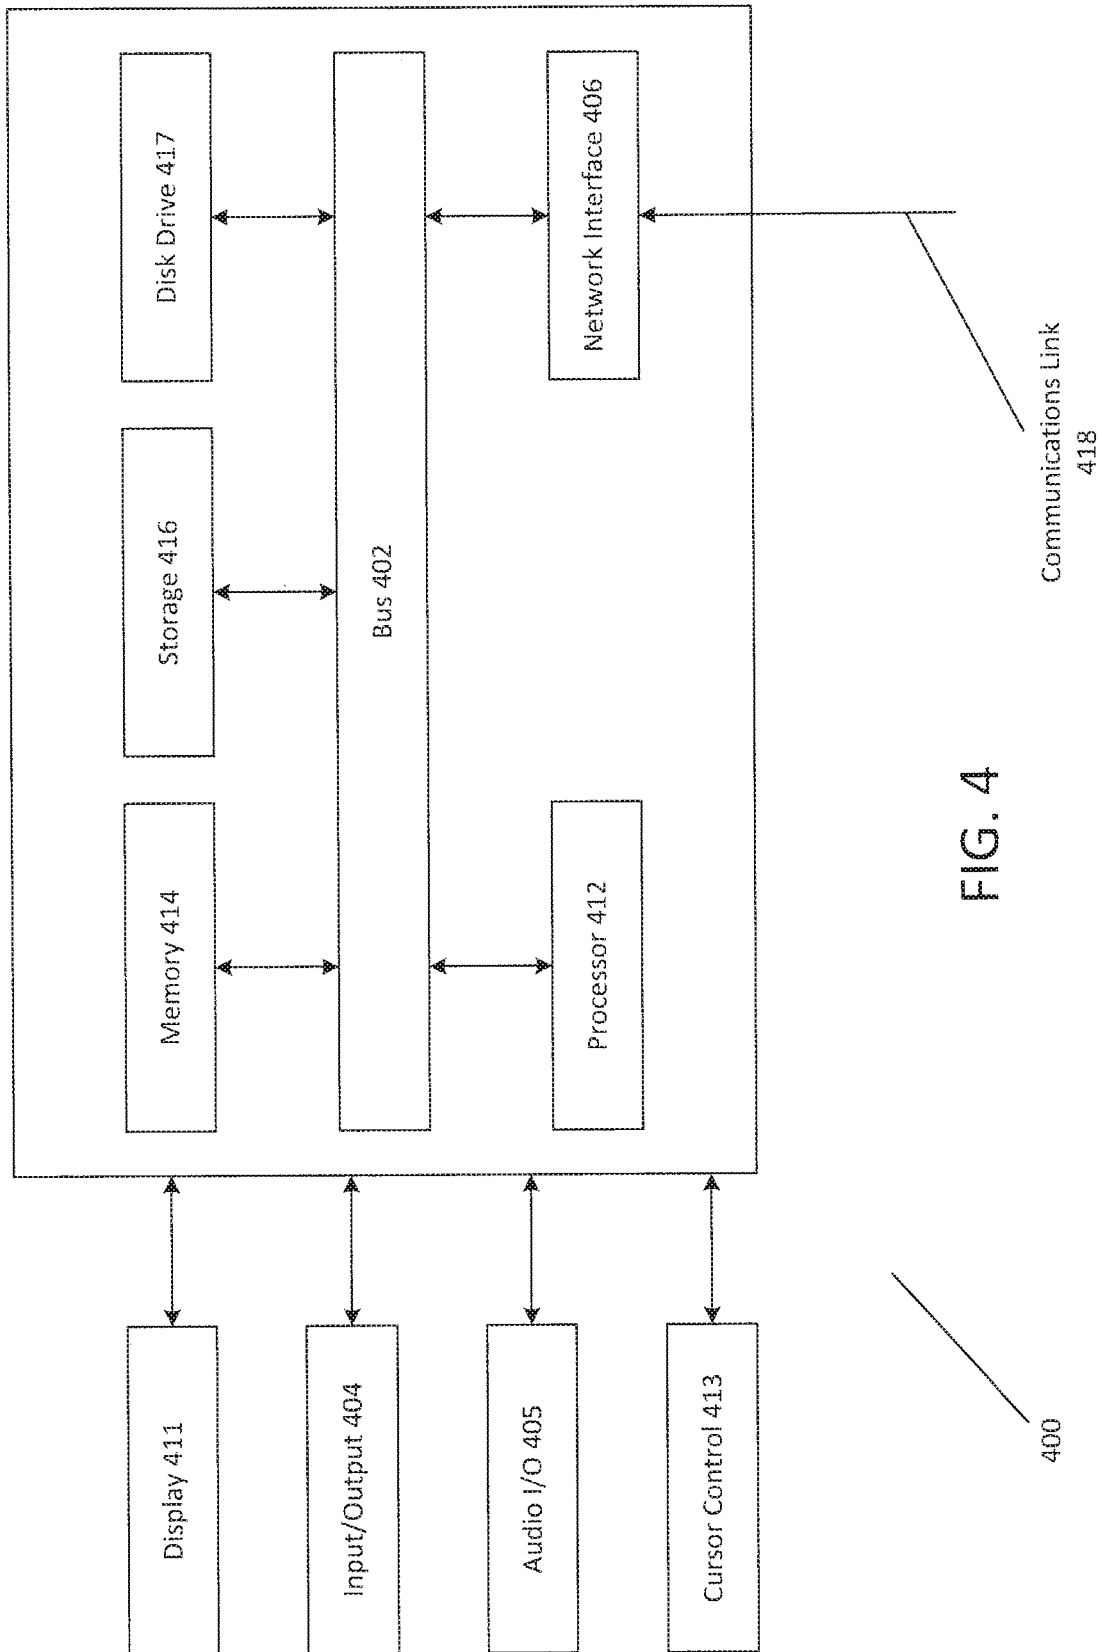 Display 411
Input/Output 404
Audio I/O 405
Cursor Control 413
Memory 414
Storage 416
Disk Drive 417
Bus 402
Processor 412
Network Interface 406
Communications Link
418
400
FIG. 4